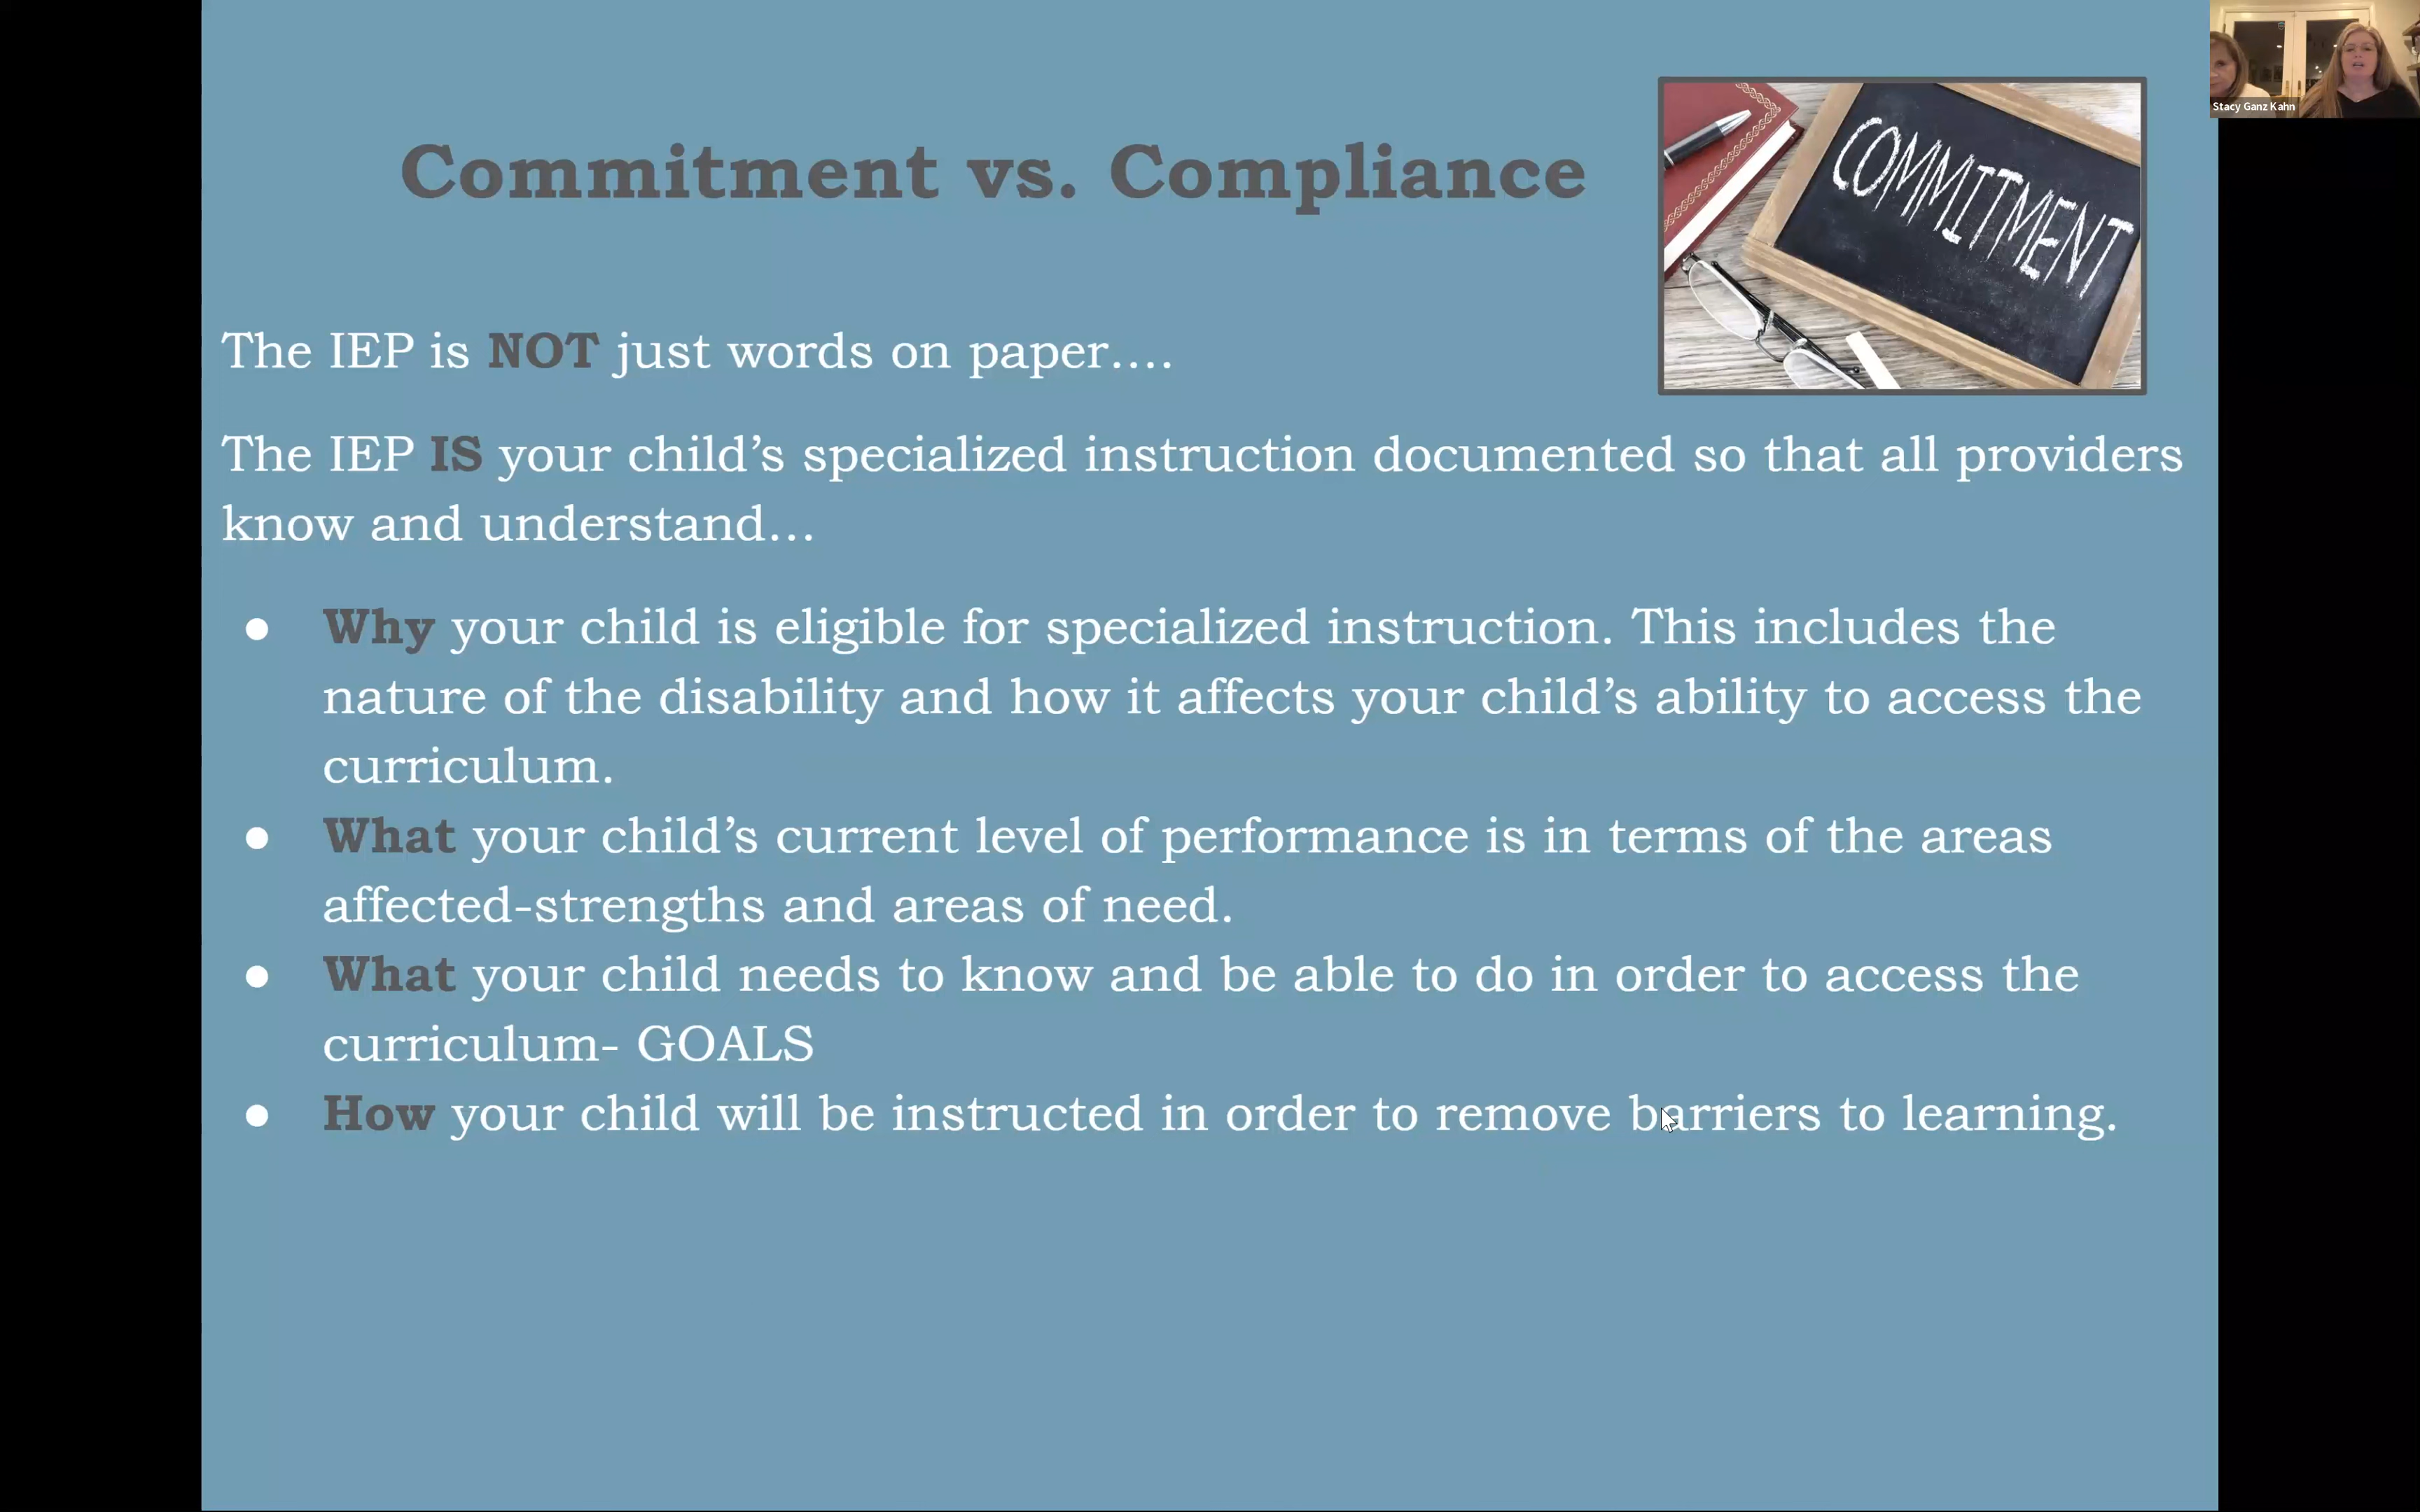 Stacy Ganz Kahn
Commitment vs. Compliance
COMMITMENT
The IEP is NOT just words on paper....
The IEP IS your child’s specialized instruction documented so that all providers
know and understand...
● Why your child is eligible for specialized instruction. This includes the
nature of the disability and how it affects your child’s ability to access the
curriculum.
● What your child’s current level of performance is in terms of the areas
affected-strengths and areas of need.
● What your child needs to know and be able to do in order to access the
curriculum- GOALS
● How your child will be instructed in order to remove barriers to learning.